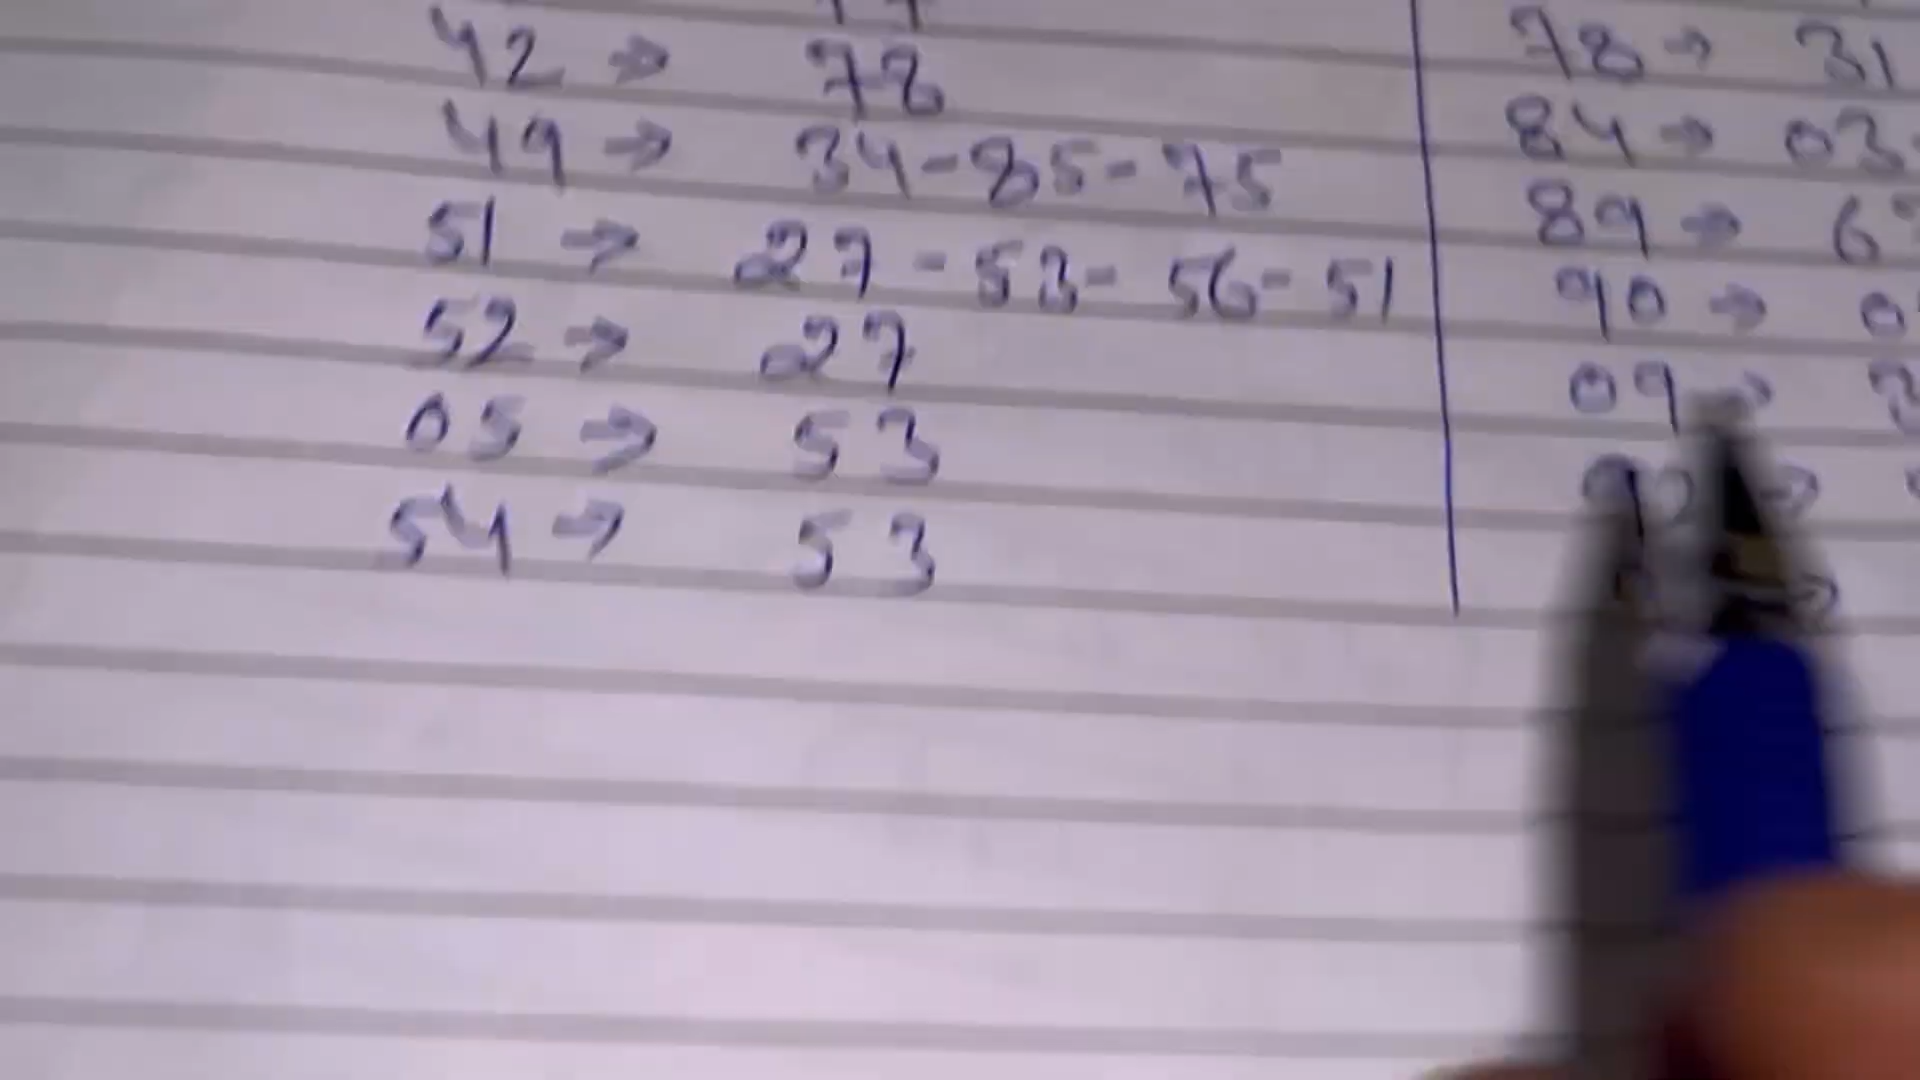 42 → 78
49 → 34-85-75
51 → 27-53-56-51
52 → 27
05 → 53
54 → 53
78 → 31
84 → 03
89 → 6
90 → 0
09 →